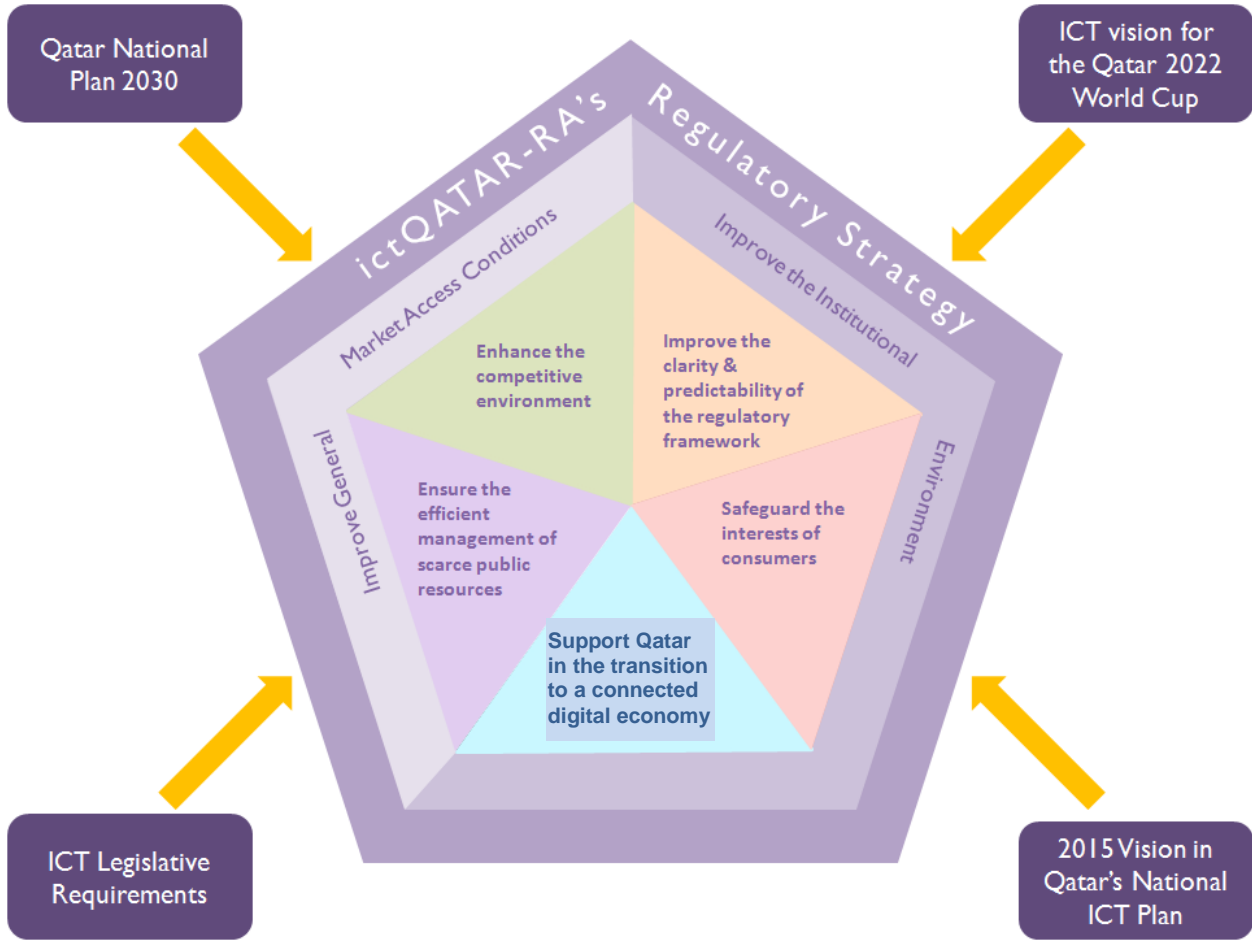 Qatar National
Plan 2030
ICT vision for
the Qatar 2022
World Cup
ictQATAR-RA's Regulatory Strategy
Improve General Market Access Conditions
Improve the Institutional Environment
Enhance the
competitive
environment
Improve the
clarity &
predictability of
the regulatory
framework
Ensure the
efficient
management of
scarce public
resources
Safeguard the
interests of
consumers
Support Qatar
in the transition
to a connected
digital economy
ICT Legislative
Requirements
2015 Vision in
Qatar's National
ICT Plan